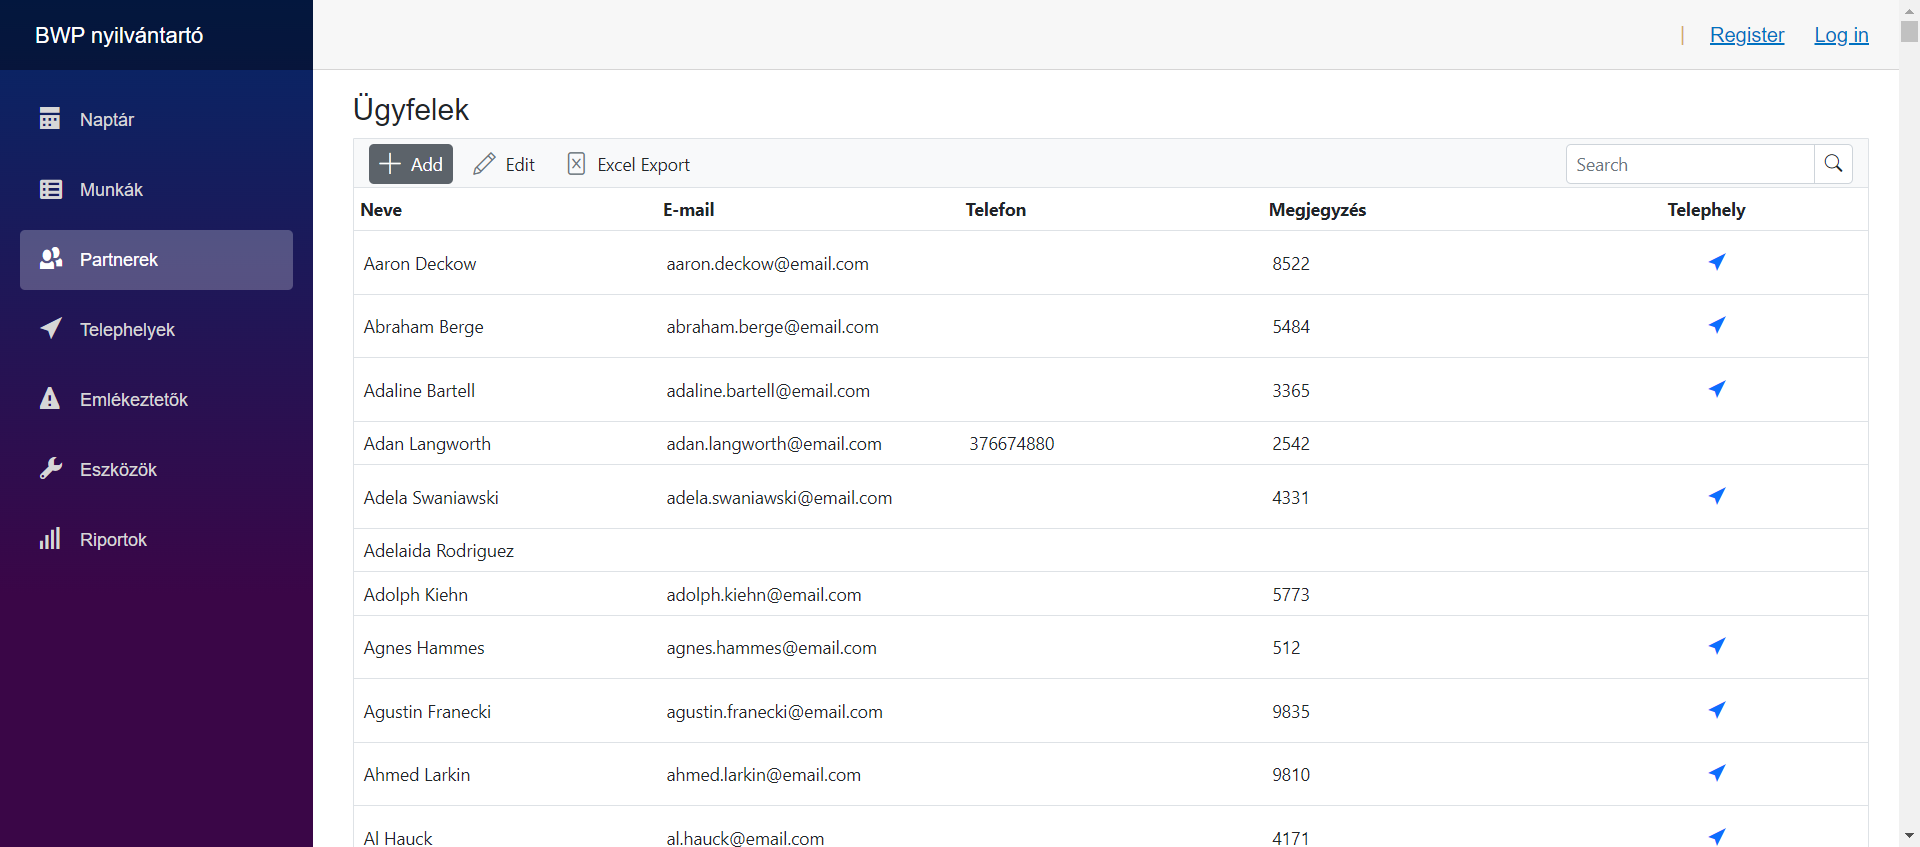 BWP nyilvántartó
| Register Log in
Naptár
Munkák
Partnerek
Telephelyek
Emlékeztetők
Eszközök
Riportok
Ügyfelek
Add Edit Excel Export Search
Neve E-mail Telefon Megjegyzés Telephely
Aaron Deckow aaron.deckow@email.com 8522
Abraham Berge abraham.berge@email.com 5484
Adaline Bartell adaline.bartell@email.com 3365
Adan Langworth adan.langworth@email.com 376674880 2542
Adela Swaniawski adela.swaniawski@email.com 4331
Adelaida Rodriguez
Adolph Kiehn adolph.kiehn@email.com 5773
Agnes Hammes agnes.hammes@email.com 512
Agustin Franecki agustin.franecki@email.com 9835
Ahmed Larkin ahmed.larkin@email.com 9810
Al Hauck al.hauck@email.com 4171